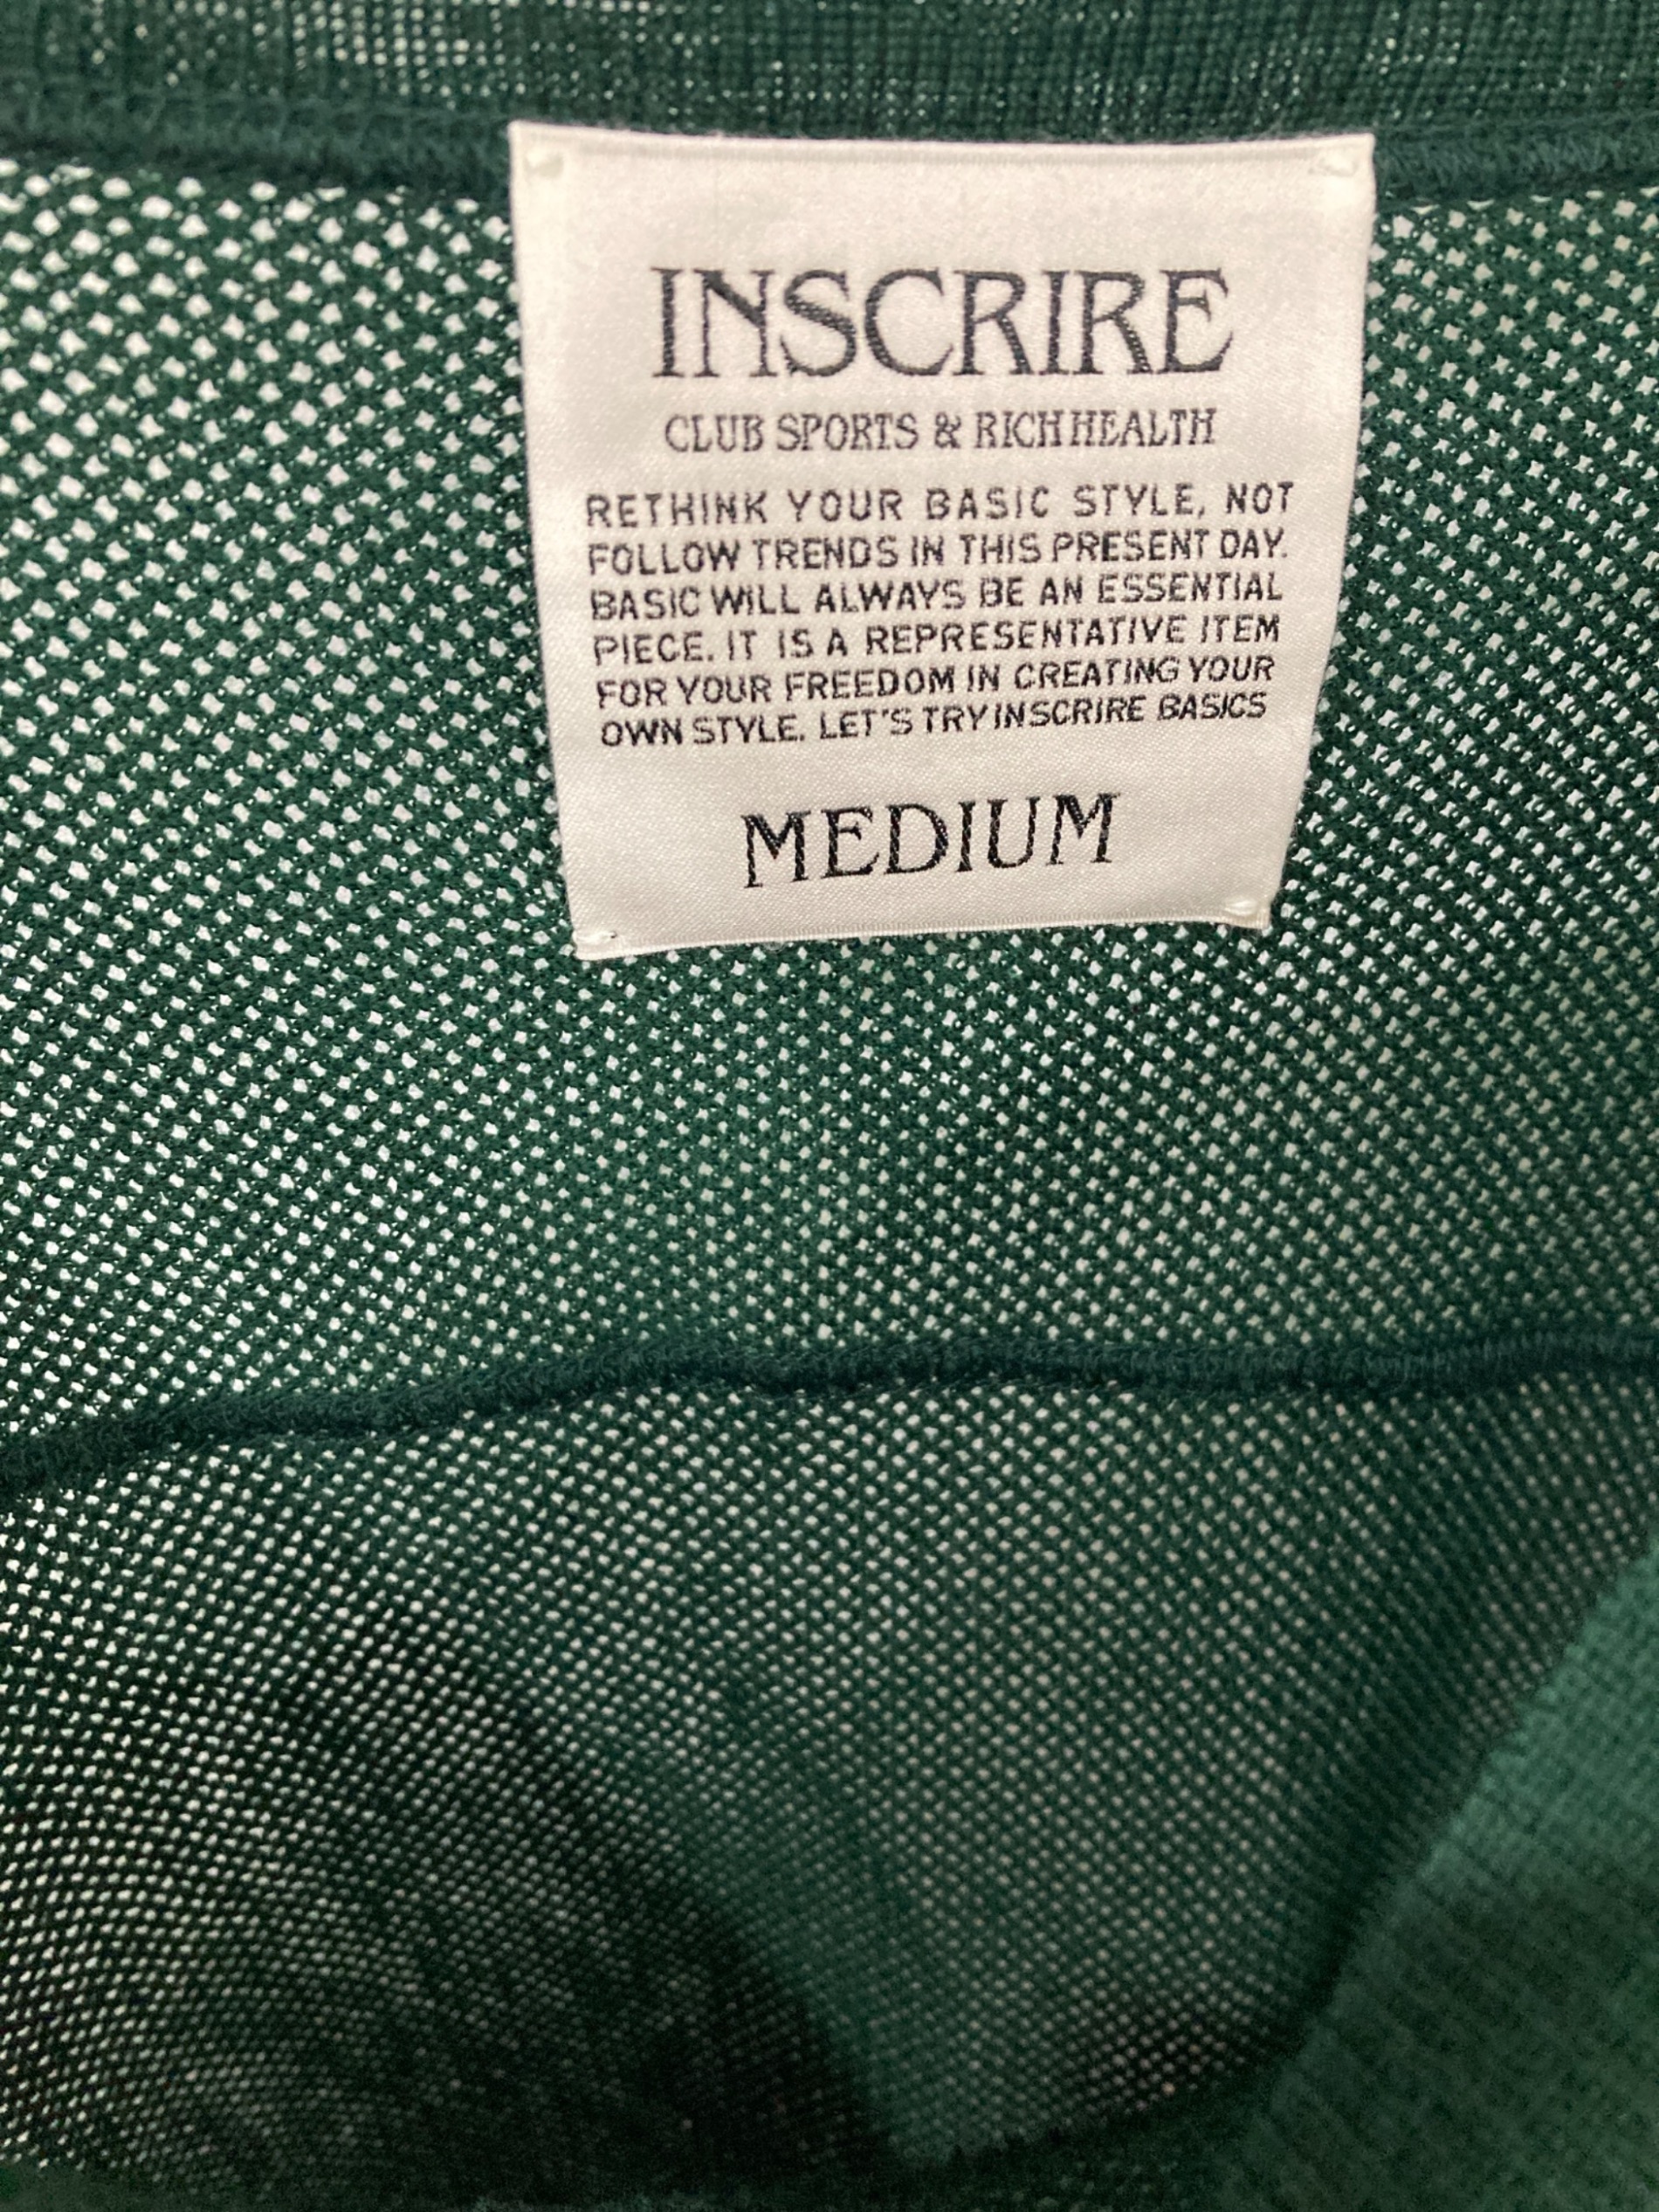 INSCRIRE
CLUB SPORTS & RICH HEALTH
RETHINK YOUR BASIC STYLE, NOT
FOLLOW TRENDS IN THIS PRESENT DAY.
BASIC WILL ALWAYS BE AN ESSENTIAL
PIECE. IT IS A REPRESENTATIVE ITEM
FOR YOUR FREEDOM IN CREATING YOUR
OWN STYLE. LET'S TRY INSCRIRE BASICS
MEDIUM